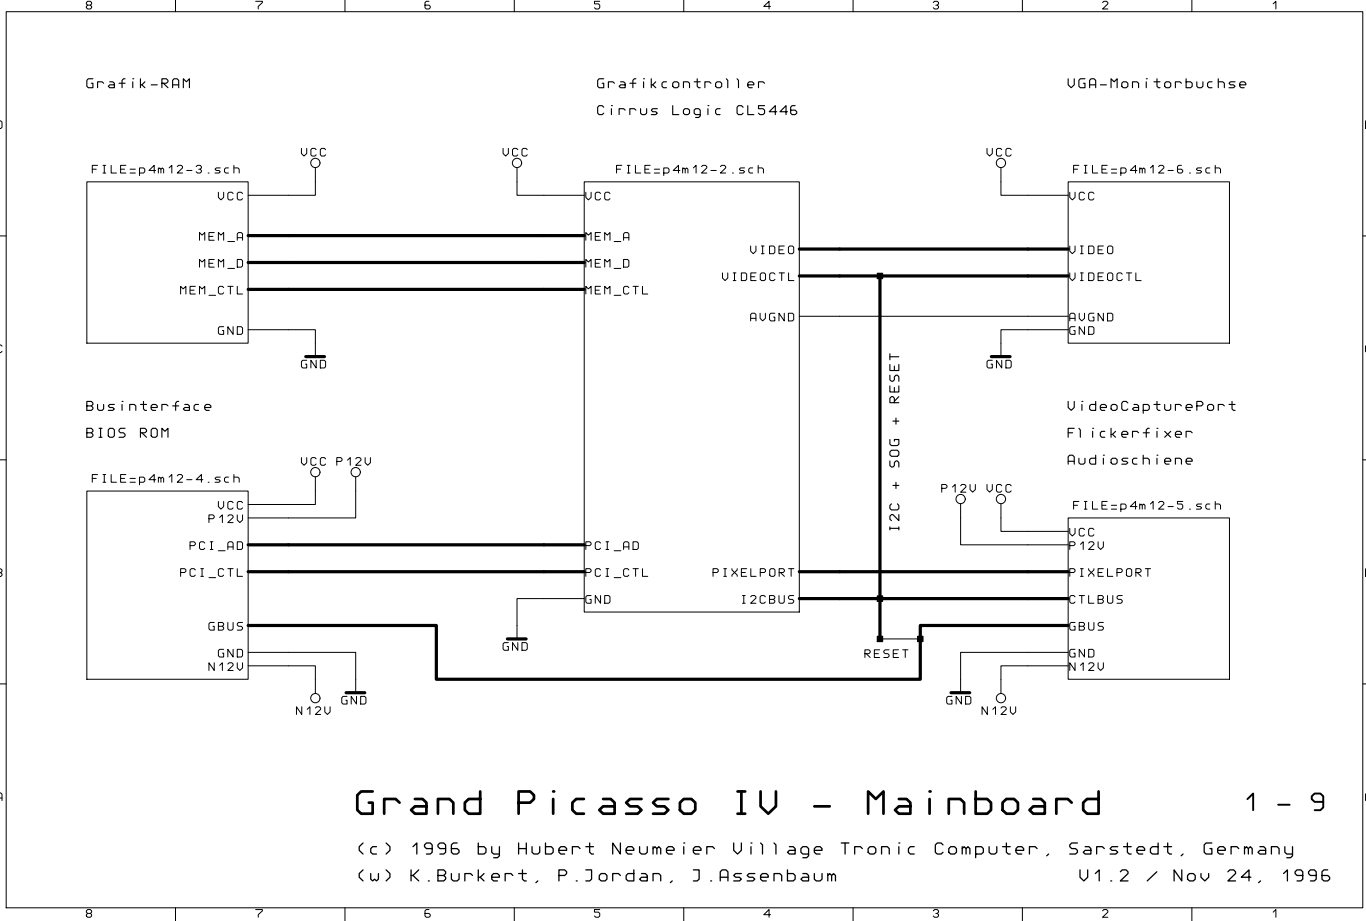 8 7 6 5 4 3 2 1
Grafik-RAM
Grafikcontroller
Cirrus Logic CL5446
VGA-Monitorbuchse
VCC
VCC
VCC
FILE=p4m12-3.sch
FILE=p4m12-2.sch
FILE=p4m12-6.sch
VCC
VCC
VCC
MEM_A
MEM_A
MEM_D
MEM_D
MEM_CTL
MEM_CTL
VIDEO
VIDEO
VIDEOCTL
VIDEOCTL
AVGND
AVGND
GND
GND
GND
GND
I2C + SOG + RESET
Businterface
BIOS ROM
VideoCapturePort
Flickerfixer
Audioschiene
VCC P12V
P12V VCC
FILE=p4m12-4.sch
FILE=p4m12-5.sch
VCC
P12V
VCC
P12V
PCI_AD
PCI_AD
PCI_CTL
PCI_CTL
PIXELPORT
PIXELPORT
GND
I2CBUS
CTLBUS
GBUS
GBUS
GND
RESET
GND
N12V
GND
N12V
GND
N12V
GND
N12V
Grand Picasso IV - Mainboard
1 - 9
(c) 1996 by Hubert Neumeier Village Tronic Computer, Sarstedt, Germany
(w) K.Burkert, P.Jordan, J.Assenbaum
V1.2 / Nov 24, 1996
8 7 6 5 4 3 2 1